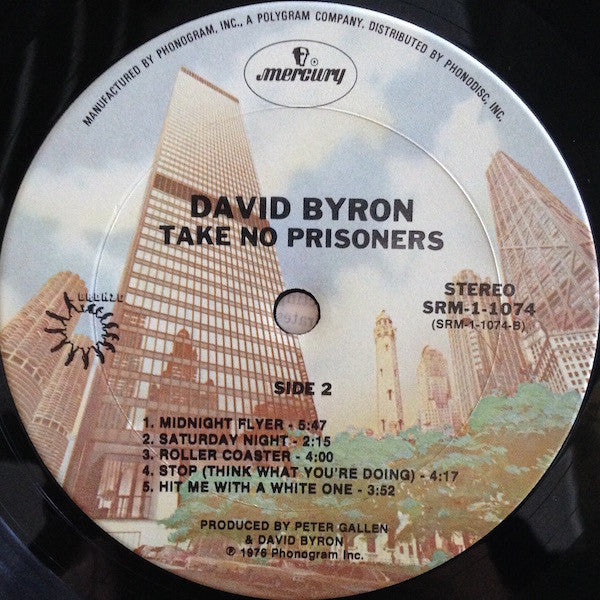 MANUFACTURED BY PHONOGRAM, INC., A POLYGRAM COMPANY. DISTRIBUTED BY PHONODISC, INC.
mercury
®
DAVID BYRON
TAKE NO PRISONERS
BRONZE
STEREO
SRM-1-1074
(SRM-1-1074-B)
SIDE 2
1. MIDNIGHT FLYER - 5:47
2. SATURDAY NIGHT - 2:15
3. ROLLER COASTER - 4:00
4. STOP (THINK WHAT YOU'RE DOING) - 4:17
5. HIT ME WITH A WHITE ONE - 3:52
PRODUCED BY PETER GALLEN
& DAVID BYRON
℗ 1976 Phonogram Inc.